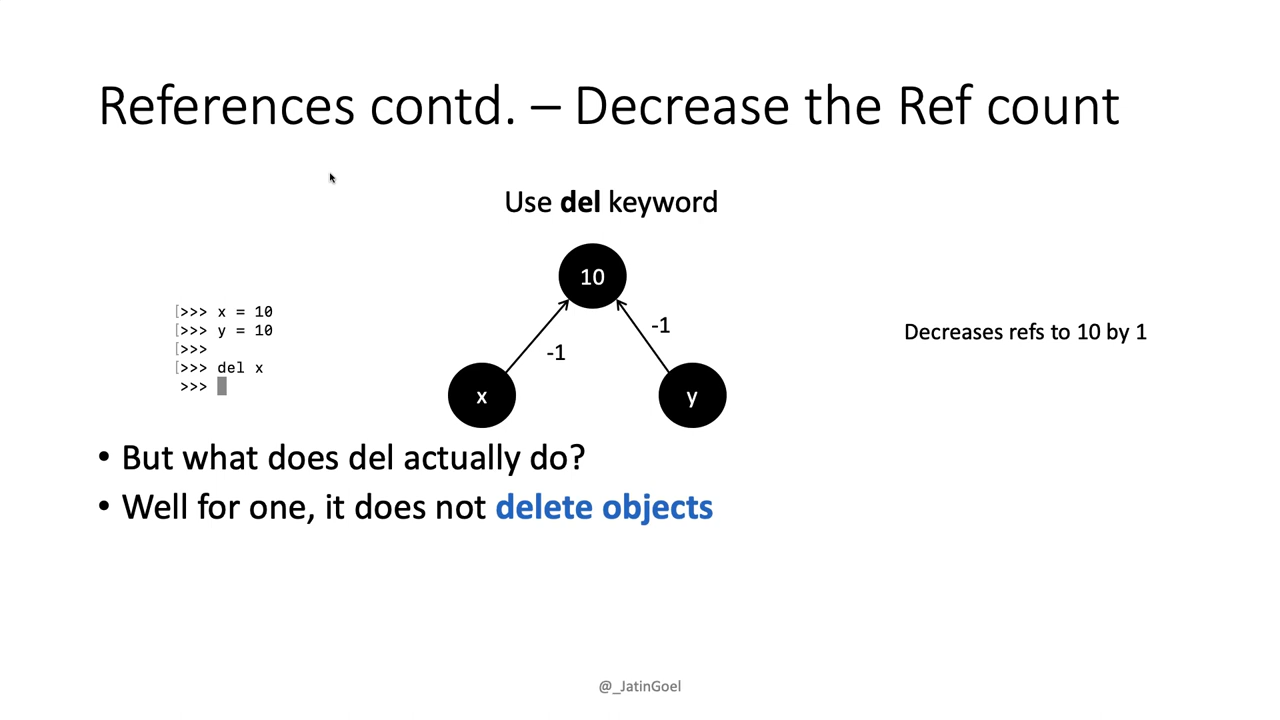 References contd. – Decrease the Ref count
Use del keyword
10
[>>> x = 10
[>>> y = 10
[>>>
[>>> del x
>>>
-1
-1
x
y
Decreases refs to 10 by 1
• But what does del actually do?
• Well for one, it does not delete objects
@_JatinGoel